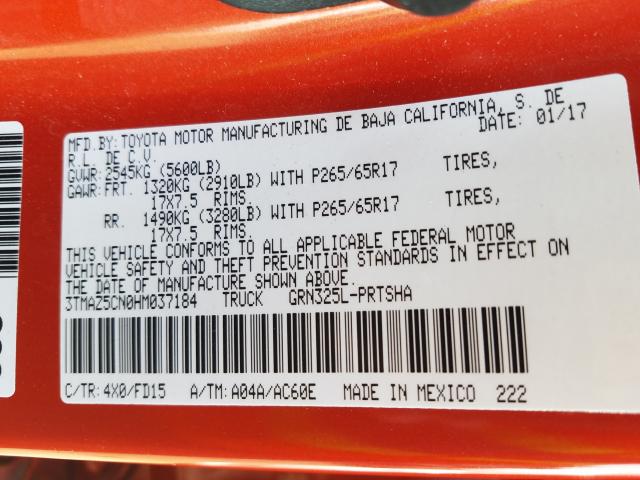 MFD.BY:TOYOTA MOTOR MANUFACTURING DE BAJA CALIFORNIA, S. DE
R.L. DE C.V. DATE: 01/17
GVWR:2545KG (5600LB)
GAWR:FRT. 1320KG (2910LB) WITH P265/65R17 TIRES,
17X7.5 RIMS.
RR. 1490KG (3280LB) WITH P265/65R17 TIRES,
17X7.5 RIMS.
THIS VEHICLE CONFORMS TO ALL APPLICABLE FEDERAL MOTOR
VEHICLE SAFETY AND THEFT PREVENTION STANDARDS IN EFFECT ON
THE DATE OF MANUFACTURE SHOWN ABOVE.
3TMAZ5CN0HM037184 TRUCK GRN325L-PRTSHA
C/TR:4X0/FD15 A/TM:A04A/AC60E MADE IN MEXICO 222